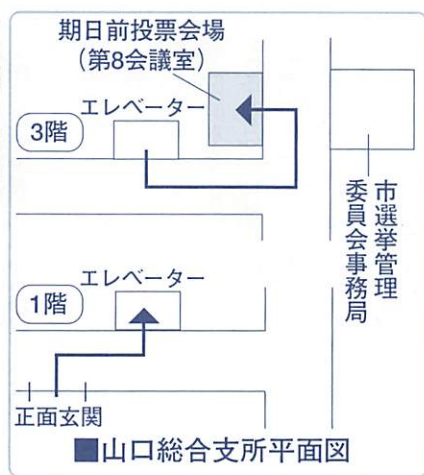 期日前投票会場
（第8会議室）
エレベーター
3階
市選挙管理
委員会事務局
エレベーター
1階
正面玄関
■山口総合支所平面図